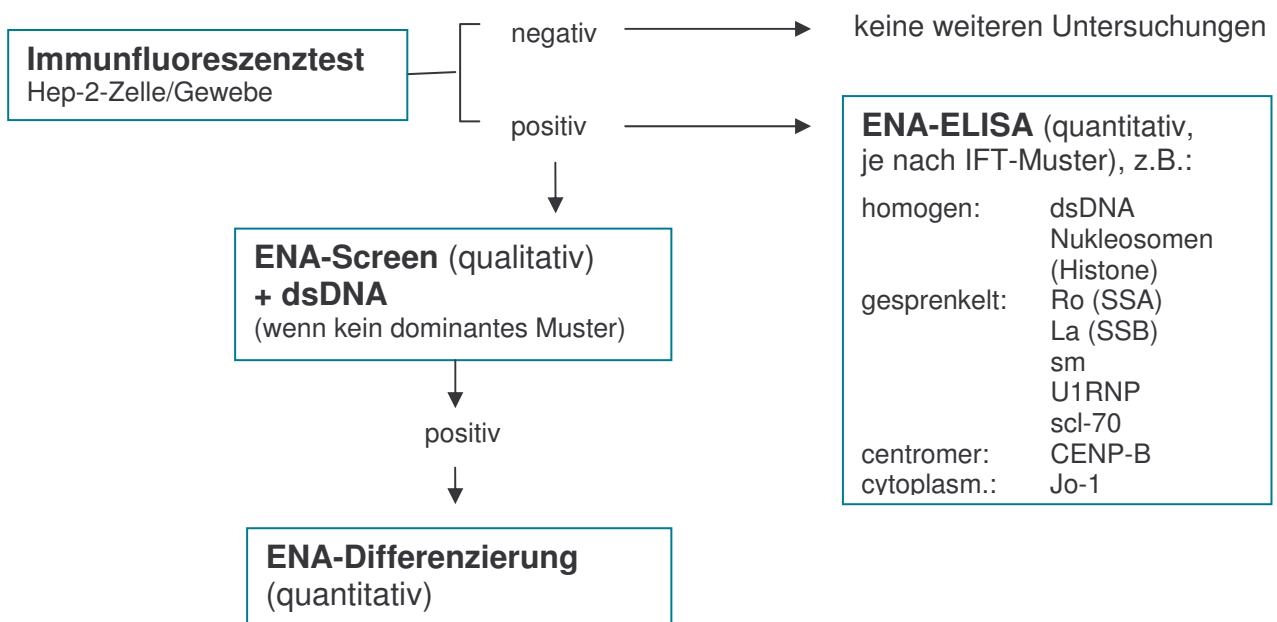 Immunfluoreszenztest
Hep-2-Zelle/Gewebe
negativ
keine weiteren Untersuchungen
positiv
ENA-ELISA (quantitativ,
je nach IFT-Muster), z.B.:
homogen: dsDNA
Nukleosomen
(Histone)
gesprenkelt: Ro (SSA)
La (SSB)
sm
U1RNP
scl-70
centromer: CENP-B
cytoplasm.: Jo-1
ENA-Screen (qualitativ)
+ dsDNA
(wenn kein dominantes Muster)
positiv
ENA-Differenzierung
(quantitativ)